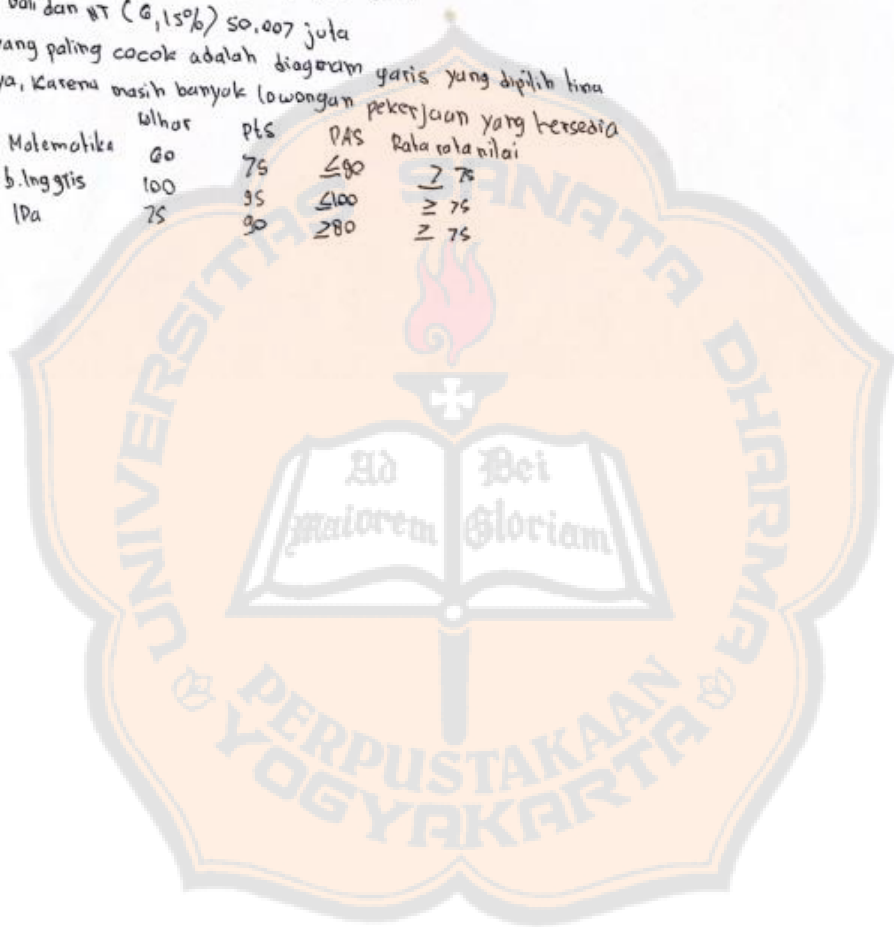 Bali dan NT (6,15%) 50.007 juta
yang paling cocok adalah diagram garis yang dipilih tina
ya, karena masih banyak lowongan pekerjaan yang tersedia
Ulhar pts PAS Rata rata nilai
Matematika 60 75 ≤90 ≥ 75
b.Inggris 100 95 ≤100 ≥ 75
IPa 75 90 ≥80 ≥ 75
UNIVERSITAS SANATA DHARMA
Ad Maiorem
Dei Gloriam
PERPUSTAKAAN
YOGYAKARTA